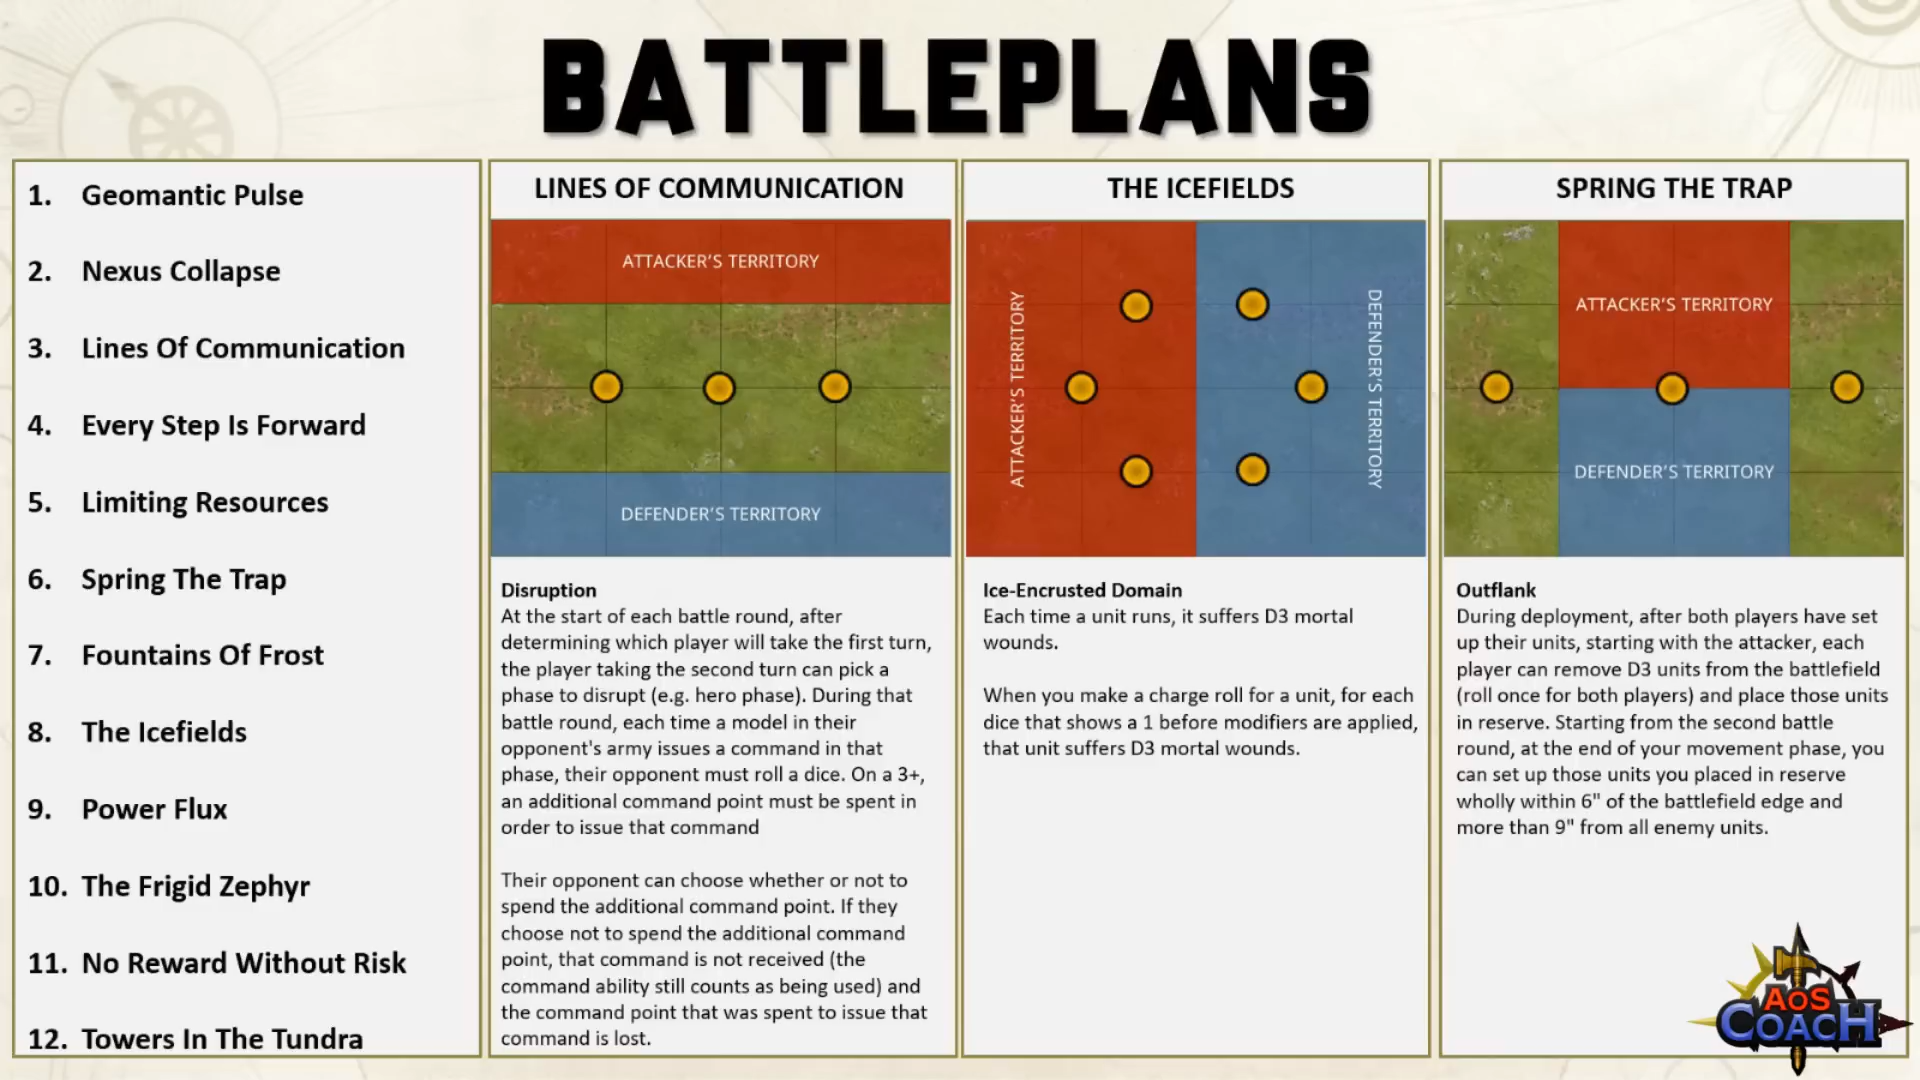 BATTLEPLANS
1. Geomantic Pulse
2. Nexus Collapse
3. Lines Of Communication
4. Every Step Is Forward
5. Limiting Resources
6. Spring The Trap
7. Fountains Of Frost
8. The Icefields
9. Power Flux
10. The Frigid Zephyr
11. No Reward Without Risk
12. Towers In The Tundra
LINES OF COMMUNICATION
ATTACKER'S TERRITORY
DEFENDER'S TERRITORY
Disruption
At the start of each battle round, after
determining which player will take the first turn,
the player taking the second turn can pick a
phase to disrupt (e.g. hero phase). During that
battle round, each time a model in their
opponent's army issues a command in that
phase, their opponent must roll a dice. On a 3+,
an additional command point must be spent in
order to issue that command
Their opponent can choose whether or not to
spend the additional command point. If they
choose not to spend the additional command
point, that command is not received (the
command ability still counts as being used) and
the command point that was spent to issue that
command is lost.
THE ICEFIELDS
ATTACKER'S TERRITORY
DEFENDER'S TERRITORY
Ice-Encrusted Domain
Each time a unit runs, it suffers D3 mortal
wounds.
When you make a charge roll for a unit, for each
dice that shows a 1 before modifiers are applied,
that unit suffers D3 mortal wounds.
SPRING THE TRAP
ATTACKER'S TERRITORY
DEFENDER'S TERRITORY
Outflank
During deployment, after both players have set
up their units, starting with the attacker, each
player can remove D3 units from the battlefield
(roll once for both players) and place those units
in reserve. Starting from the second battle
round, at the end of your movement phase, you
can set up those units you placed in reserve
wholly within 6" of the battlefield edge and
more than 9" from all enemy units.
AoS
COACH